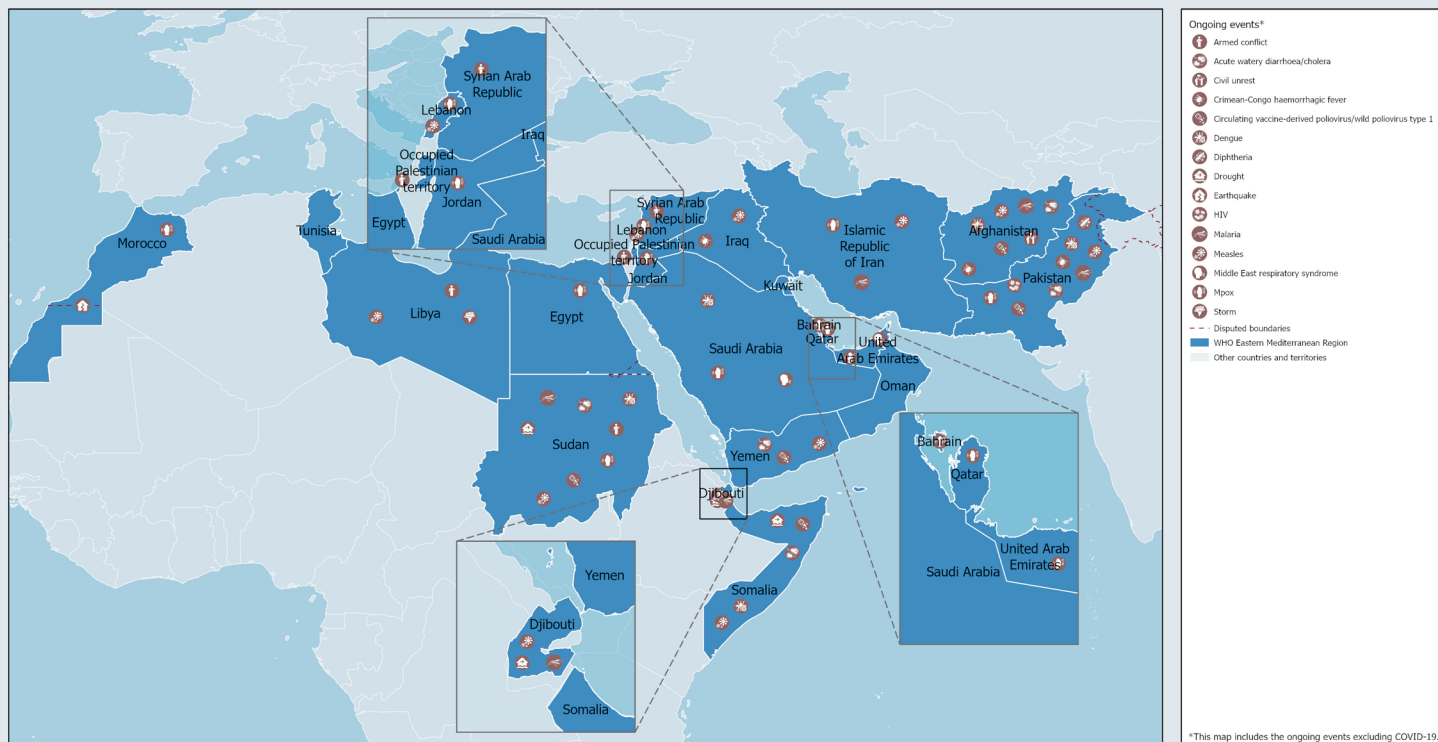 Syrian Arab
Republic
Lebanon
Iraq
Occupied
Palestinian
territory
Jordan
Egypt
Saudi Arabia
Morocco
Tunisia
Libya
Egypt
Syrian Arab
Republic
Lebanon
Occupied Palestinian
territory
Jordan
Iraq
Islamic
Republic
of Iran
Afghanistan
Pakistan
Kuwait
Bahrain
Qatar
United
Arab Emirates
Saudi Arabia
Oman
Sudan
Yemen
Djibouti
Somalia
Yemen
Djibouti
Somalia
Bahrain
Qatar
United Arab
Emirates
Saudi Arabia
Ongoing events*
Armed conflict
Acute watery diarrhoea/cholera
Civil unrest
Crimean-Congo haemorrhagic fever
Circulating vaccine-derived poliovirus/wild poliovirus type 1
Dengue
Diphtheria
Drought
Earthquake
HIV
Malaria
Measles
Middle East respiratory syndrome
Mpox
Storm
Disputed boundaries
WHO Eastern Mediterranean Region
Other countries and territories
*This map includes the ongoing events excluding COVID-19.